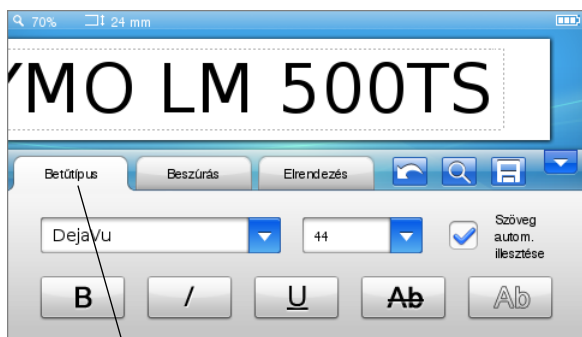 70% 24 mm
YMO LM 500TS
Betűtípus Beszúrás Elrendezés
DejaVu 44 Szöveg
autom.
illesztése
B I U Ab Ab